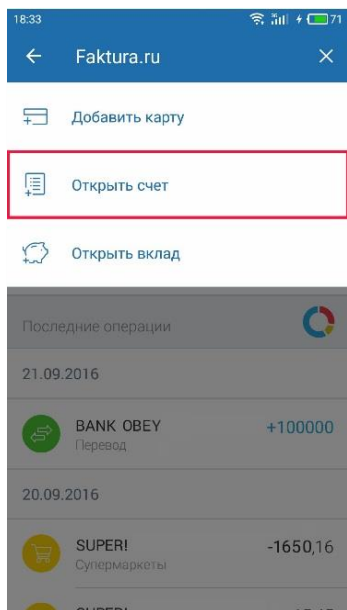 18:33
71
Faktura.ru
Добавить карту
Открыть счет
Открыть вклад
Последние операции
21.09.2016
BANK OBEY
+100000
Перевод
20.09.2016
SUPER!
-1650,16
Супермаркеты